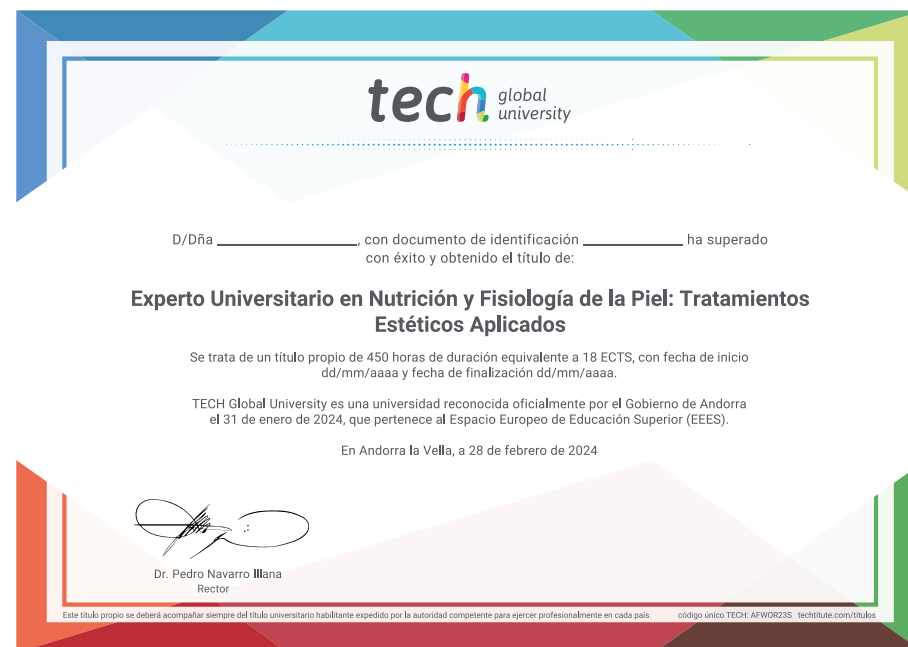 tech global university
D/Dña ____________________, con documento de identificación ______________ ha superado
con éxito y obtenido el título de:
Experto Universitario en Nutrición y Fisiología de la Piel: Tratamientos
Estéticos Aplicados
Se trata de un título propio de 450 horas de duración equivalente a 18 ECTS, con fecha de inicio
dd/mm/aaaa y fecha de finalización dd/mm/aaaa.
TECH Global University es una universidad reconocida oficialmente por el Gobierno de Andorra
el 31 de enero de 2024, que pertenece al Espacio Europeo de Educación Superior (EEES).
En Andorra la Vella, a 28 de febrero de 2024
Dr. Pedro Navarro Illana
Rector
Este título propio se deberá acompañar siempre del título universitario habilitante expedido por la autoridad competente para ejercer profesionalmente en cada país. código único TECH: AFWOR23S techtitute.com/titulos